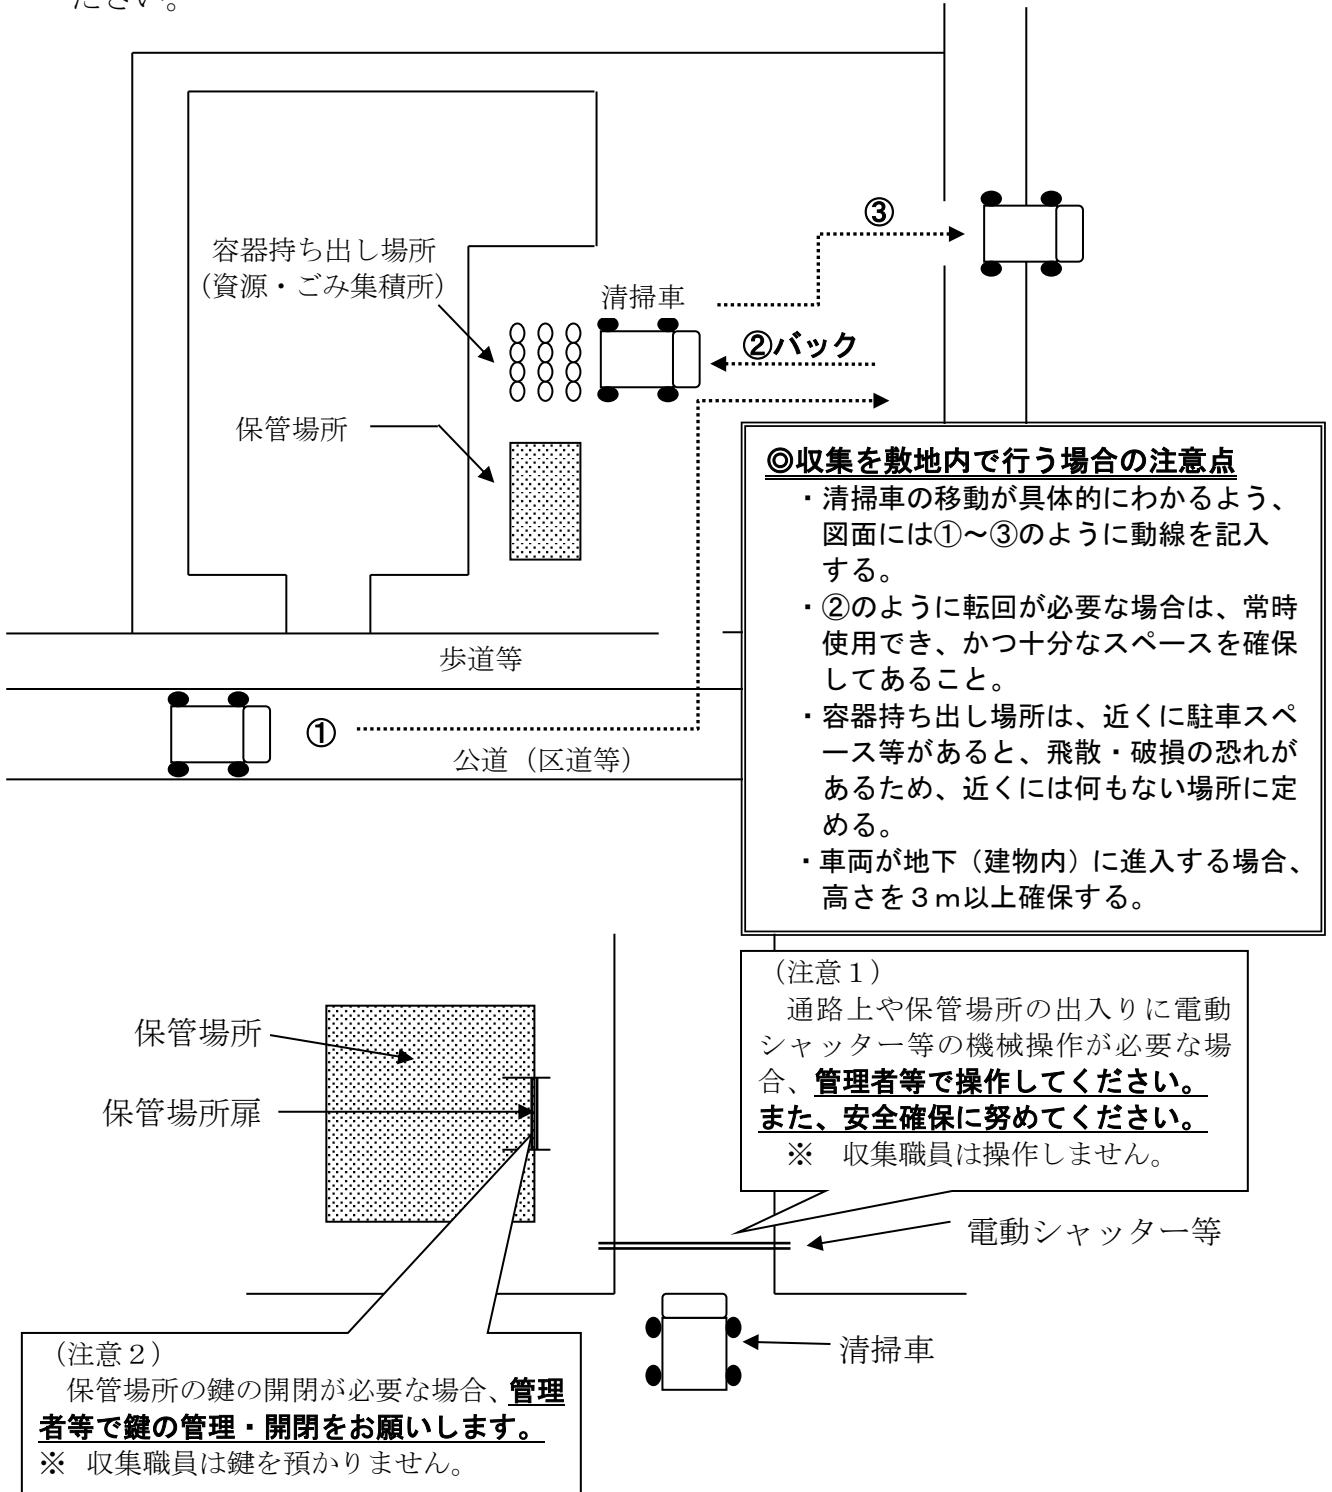 ださい。
③
容器持ち出し場所
（資源・ごみ集積所）
清掃車
②バック
保管場所
◎収集を敷地内で行う場合の注意点
・清掃車の移動が具体的にわかるよう、
図面には①～③のように動線を記入
する。
・②のように転回が必要な場合は、常時
使用でき、かつ十分なスペースを確保
してあること。
・容器持ち出し場所は、近くに駐車スペ
ース等があると、飛散・破損の恐れが
あるため、近くには何もない場所に定
める。
・車両が地下（建物内）に進入する場合、
高さを３ｍ以上確保する。
歩道等
①
公道（区道等）
（注意１）
通路上や保管場所の出入りに電動
シャッター等の機械操作が必要な場
合、管理者等で操作してください。
また、安全確保に努めてください。
※　収集職員は操作しません。
保管場所
保管場所扉
電動シャッター等
清掃車
（注意２）
保管場所の鍵の開閉が必要な場合、管理
者等で鍵の管理・開閉をお願いします。
※　収集職員は鍵を預かりません。